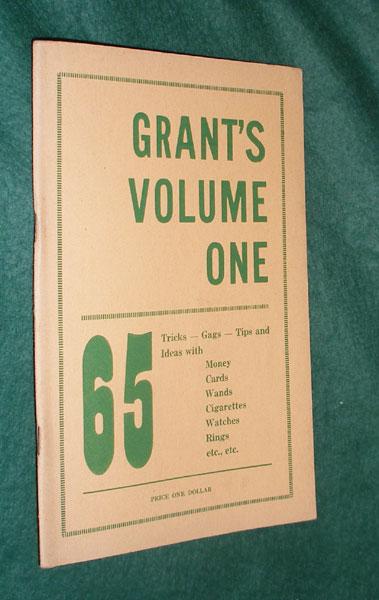 GRANT'S
VOLUME
ONE
65
Tricks — Gags — Tips and
Ideas with
Money
Cards
Wands
Cigarettes
Watches
Rings
etc., etc.
PRICE ONE DOLLAR